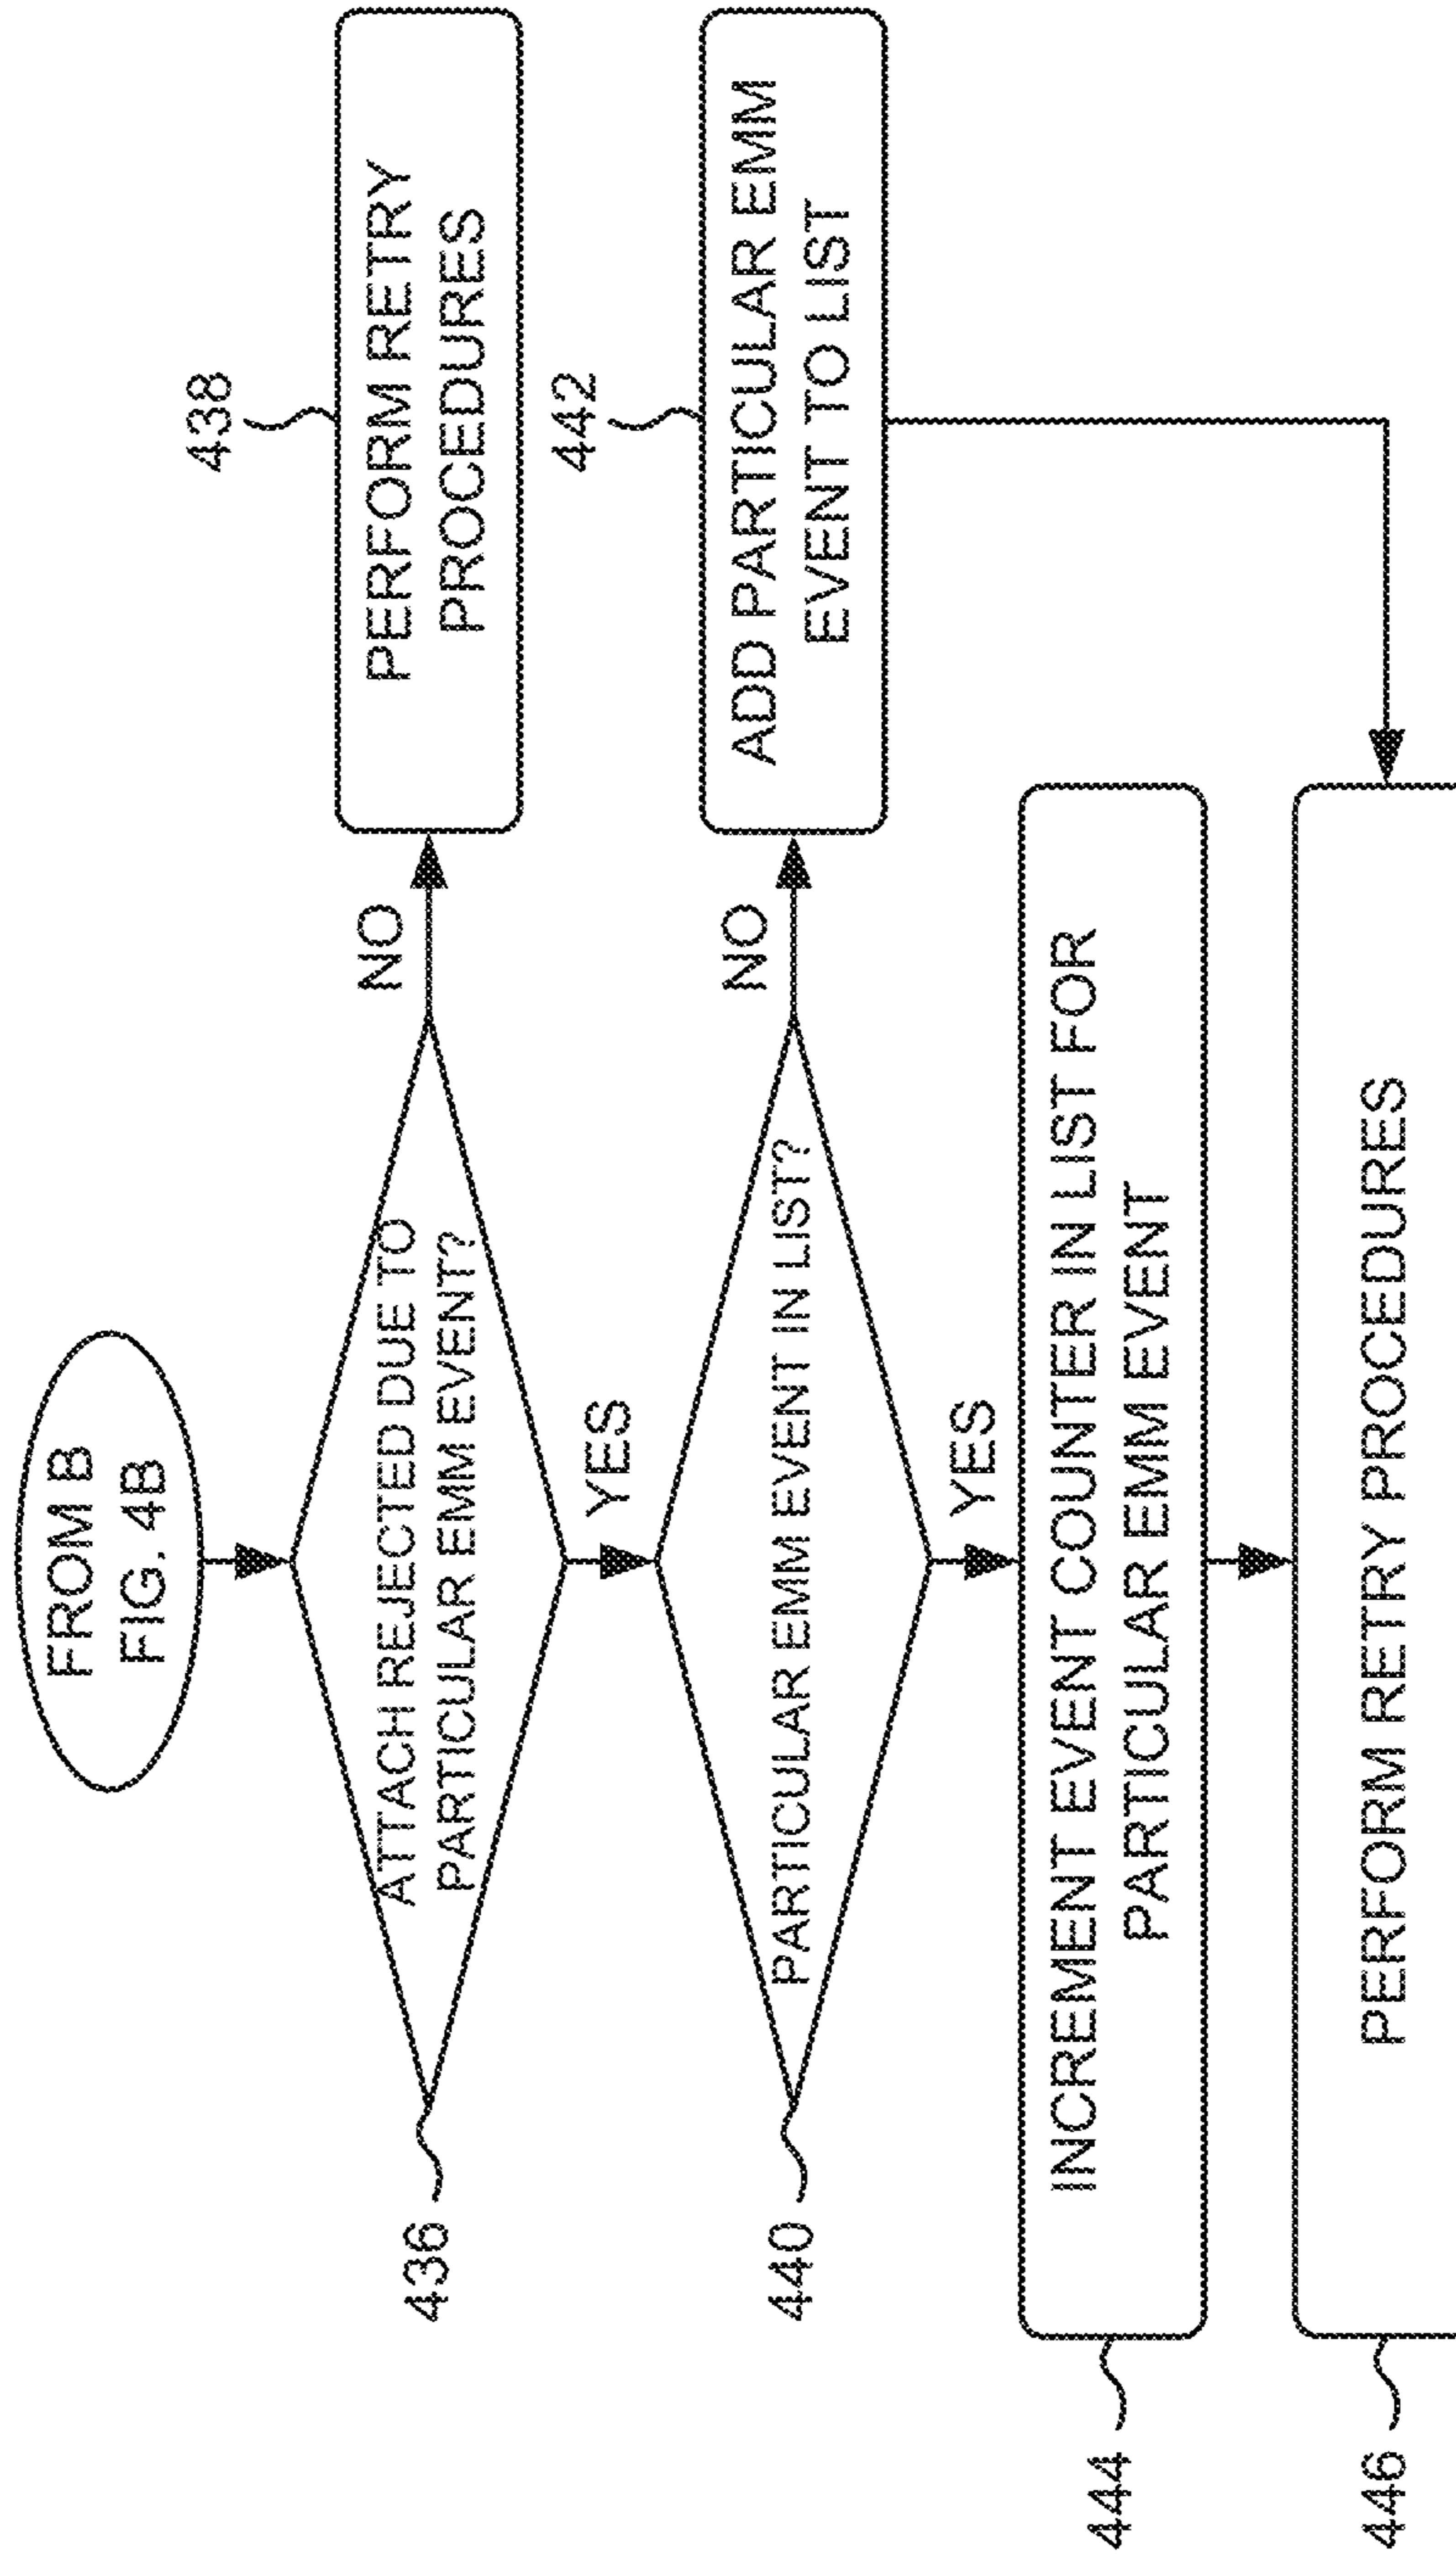 FROM B
FIG. 4B
436
ATTACH REJECTED DUE TO
PARTICULAR EMM EVENT?
NO
438
PERFORM RETRY
PROCEDURES
YES
440
PARTICULAR EMM EVENT IN LIST?
NO
442
ADD PARTICULAR EMM
EVENT TO LIST
YES
444
INCREMENT EVENT COUNTER IN LIST FOR
PARTICULAR EMM EVENT
446
PERFORM RETRY PROCEDURES